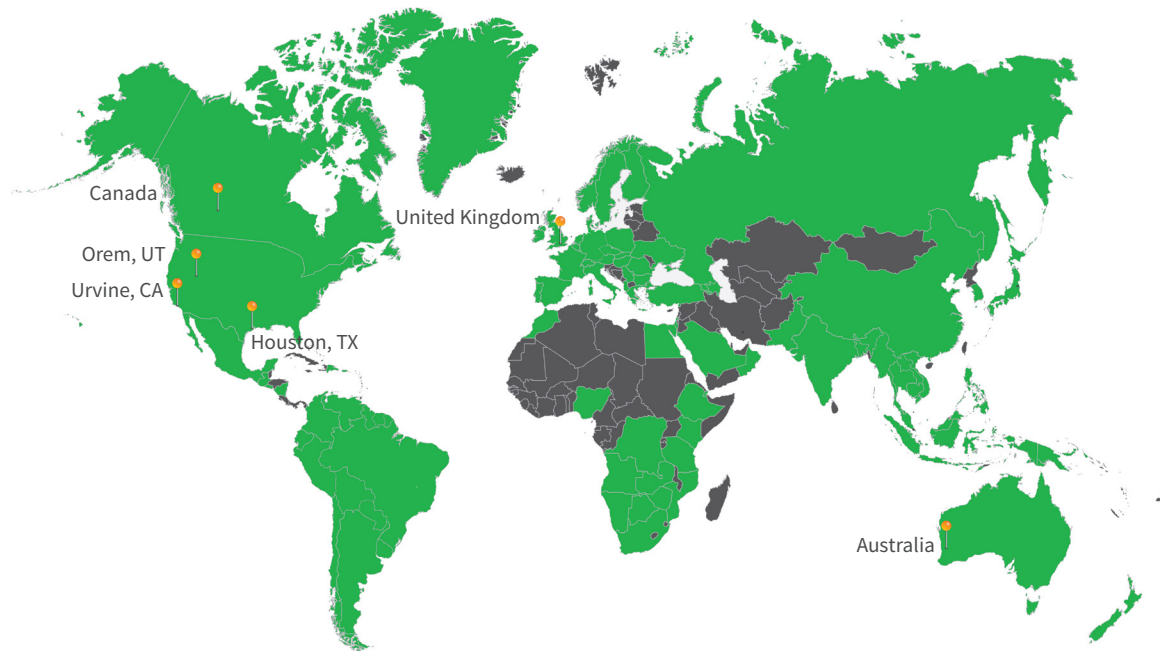 Canada
United Kingdom
Orem, UT
Urvine, CA
Houston, TX
Australia